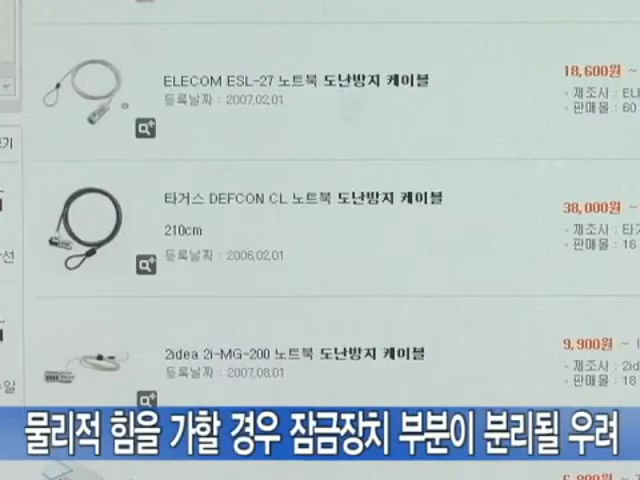 ELECOM ESL-27 노트북 도난방지 케이블
등록날짜 : 2007.02.01
18,600원 ~
· 제조사 : ELE
· 판매몰 : 60
타거스 DEFCON CL 노트북 도난방지 케이블
210cm
등록날짜 : 2006.02.01
38,000원 ~
· 제조사 : 타거
· 판매몰 : 16
2idea 2i-MG-200 노트북 도난방지 케이블
등록날짜 : 2007.08.01
9,900원 ~
· 제조사 : 2id
· 판매몰 : 18
물리적 힘을 가할 경우 잠금장치 부분이 분리될 우려